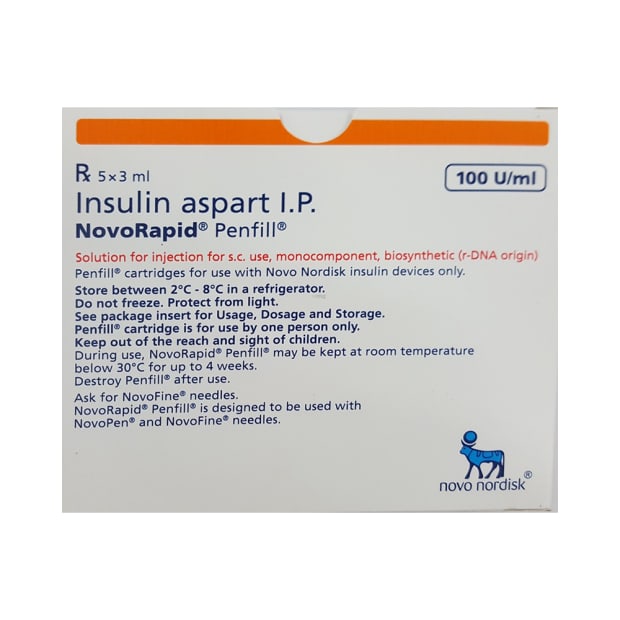 ℞ 5×3 ml
100 U/ml
Insulin aspart I.P.
NovoRapid® Penfill®
Solution for injection for s.c. use, monocomponent, biosynthetic (r-DNA origin)
Penfill® cartridges for use with Novo Nordisk insulin devices only.
Store between 2°C - 8°C in a refrigerator.
Do not freeze. Protect from light.
See package insert for Usage, Dosage and Storage.
Penfill® cartridge is for use by one person only.
Keep out of the reach and sight of children.
During use, NovoRapid® Penfill® may be kept at room temperature
below 30°C for up to 4 weeks.
Destroy Penfill® after use.
Ask for NovoFine® needles.
NovoRapid® Penfill® is designed to be used with
NovoPen® and NovoFine® needles.
novo nordisk®